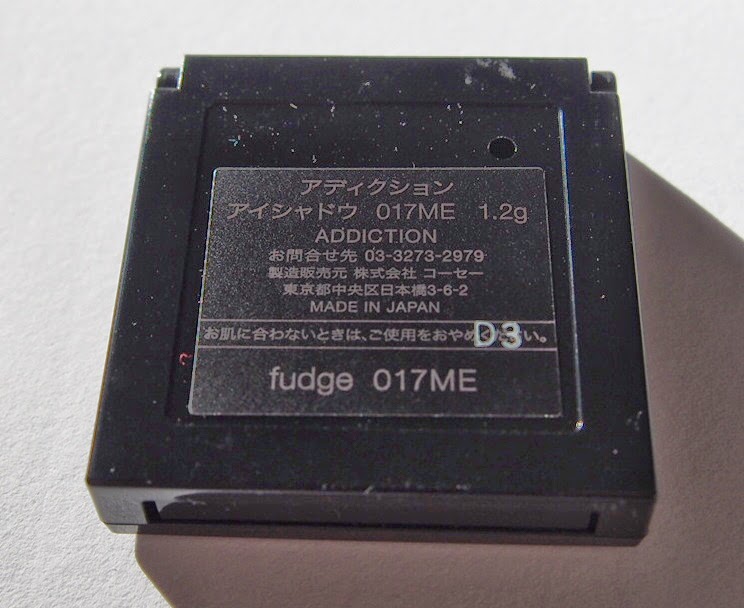 アディクション
アイシャドウ 017ME 1.2g
ADDICTION
お問合せ先 03-3273-2979
製造販売元 株式会社 コーセー
東京都中央区日本橋3-6-2
MADE IN JAPAN
お肌に合わないときは、ご使用をおやめ い。
D3
fudge 017ME